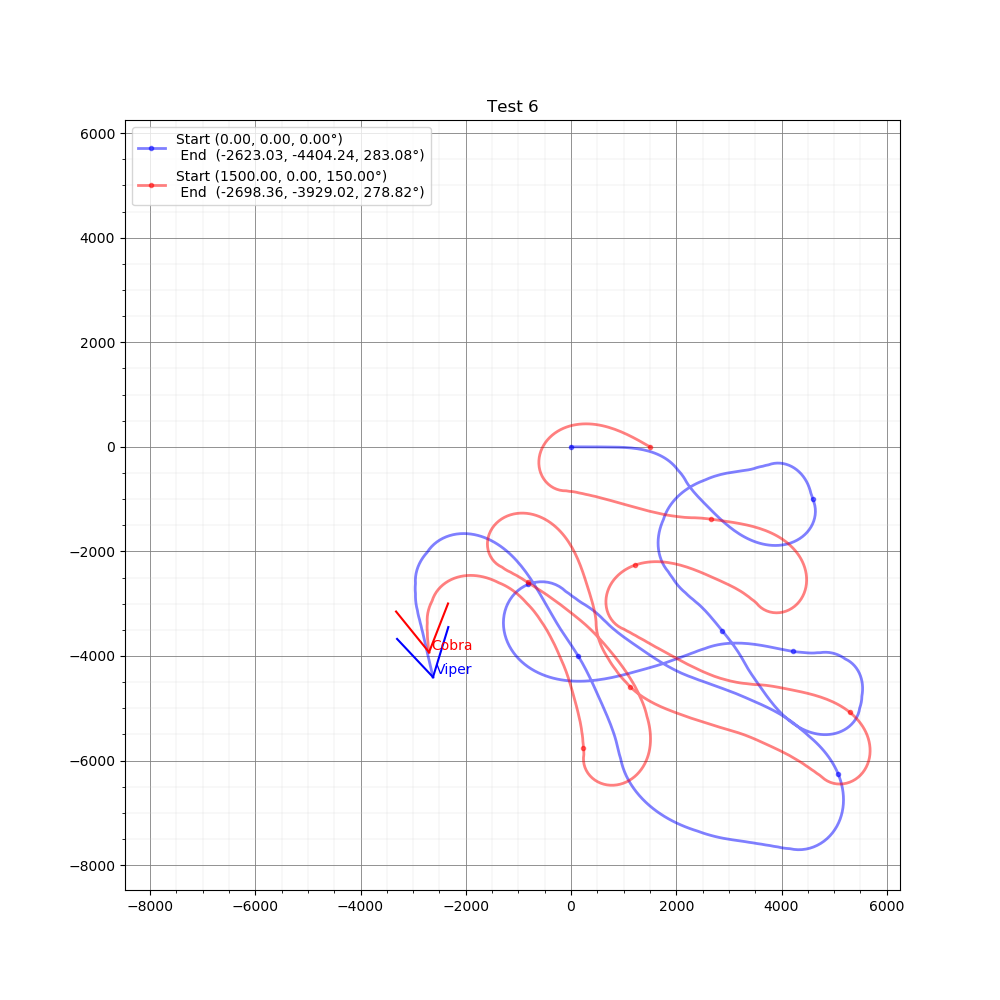 Test 6
Start (0.00, 0.00, 0.00°)
End (-2623.03, -4404.24, 283.08°)
Start (1500.00, 0.00, 150.00°)
End (-2698.36, -3929.02, 278.82°)
6000
4000
2000
0
−2000
−4000
−6000
−8000
Cobra
Viper
−8000 −6000 −4000 −2000 0 2000 4000 6000